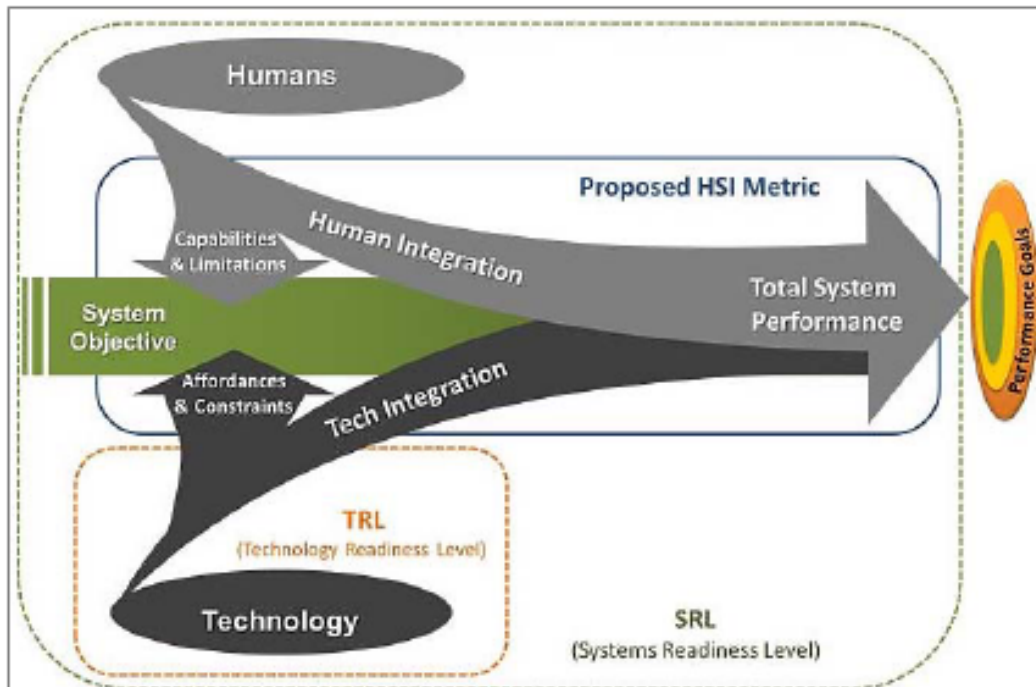 Humans
Proposed HSI Metric
Human Integration
Capabilities
& Limitations
System
Objective
Total System
Performance
Performance Goals
Affordances
& Constraints
Tech Integration
TRL
(Technology Readiness Level)
Technology
SRL
(Systems Readiness Level)